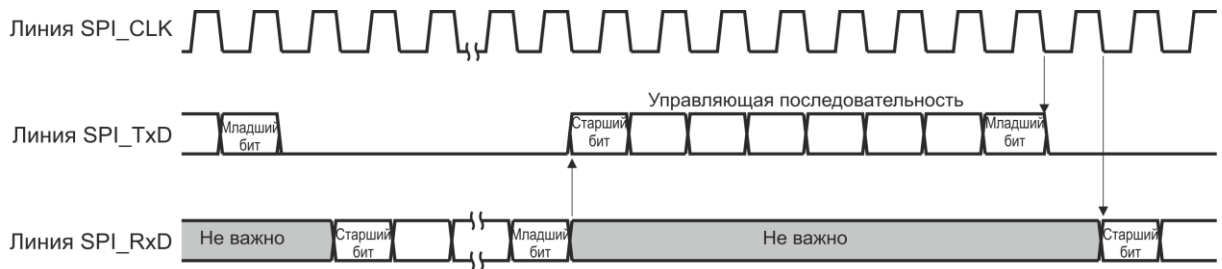 Линия SPI_CLK
Управляющая последовательность
Линия SPI_TxD
Младший
бит
Старший
бит
Младший
бит
Линия SPI_RxD
Не важно
Старший
бит
Младший
бит
Не важно
Старший
бит